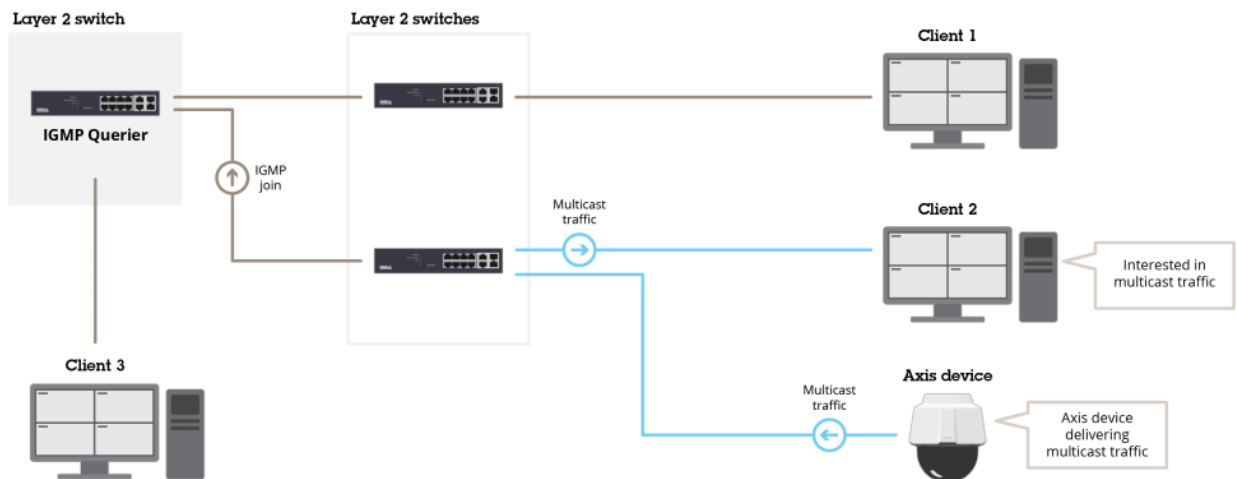 Layer 2 switch
Layer 2 switches
Client 1
IGMP Querier
IGMP
join
Multicast
traffic
Client 2
Interested in
multicast traffic
Client 3
Multicast
traffic
Axis device
Axis device
delivering
multicast traffic